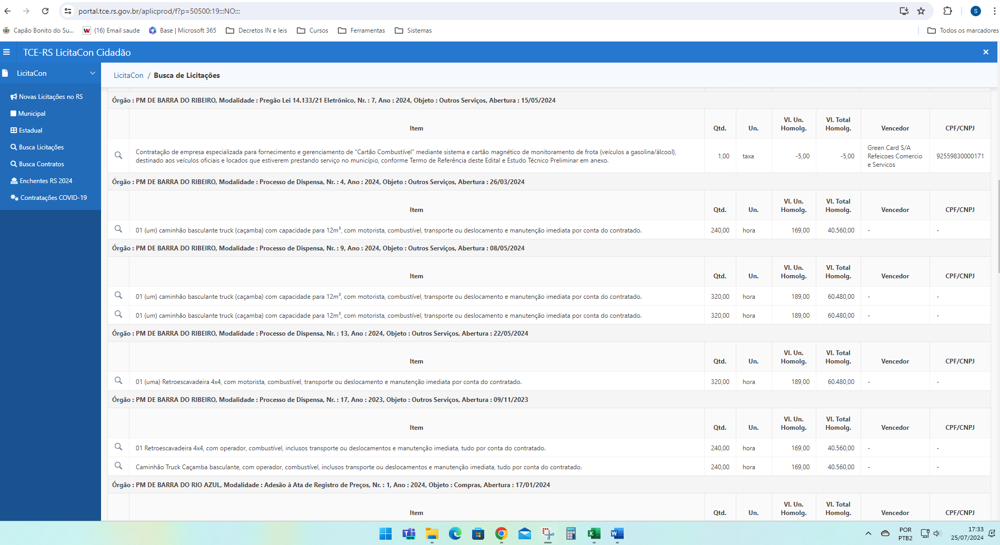 portal.tce.rs.gov.br/aplicprod/f?p=50500:19:::NO:::
S
Capão Bonito do Su... (16) Email saude Base | Microsoft 365 Decretos IN e leis Cursos Ferramentas Sistemas Todos os marcadores
TCE-RS LicitaCon Cidadão
LicitaCon
Novas Licitações no RS
Municipal
Estadual
Busca Licitações
Busca Contratos
Enchentes RS 2024
Contratações COVID-19
LicitaCon / Busca de Licitações
Órgão : PM DE BARRA DO RIBEIRO, Modalidade : Pregão Lei 14.133/21 Eletrônico, Nr. : 7, Ano : 2024, Objeto : Outros Serviços, Abertura : 15/05/2024
Item Qtd. Un. Vl. Un. Homolg. Vl. Total Homolg. Vencedor CPF/CNPJ
Contratação de empresa especializada para fornecimento e gerenciamento de “Cartão Combustível” mediante sistema e cartão magnético de monitoramento de frota (veículos a gasolina/álcool),
destinado aos veículos oficiais e locados que estiverem prestando serviço no município, conforme Termo de Referência deste Edital e Estudo Técnico Preliminar em anexo.
1,00 taxa -5,00 -5,00
Green Card S/A
Refeicoes Comercio
e Servicos
92559830000171
Órgão : PM DE BARRA DO RIBEIRO, Modalidade : Processo de Dispensa, Nr. : 4, Ano : 2024, Objeto : Outros Serviços, Abertura : 26/03/2024
Item Qtd. Un. Vl. Un. Homolg. Vl. Total Homolg. Vencedor CPF/CNPJ
01 (um) caminhão basculante truck (caçamba) com capacidade para 12m³, com motorista, combustível, transporte ou deslocamento e manutenção imediata por conta do contratado. 240,00 hora 169,00 40.560,00 - -
Órgão : PM DE BARRA DO RIBEIRO, Modalidade : Processo de Dispensa, Nr. : 9, Ano : 2024, Objeto : Outros Serviços, Abertura : 08/05/2024
Item Qtd. Un. Vl. Un. Homolg. Vl. Total Homolg. Vencedor CPF/CNPJ
01 (um) caminhão basculante truck (caçamba) com capacidade para 12m³, com motorista, combustível, transporte ou deslocamento e manutenção imediata por conta do contratado. 320,00 hora 189,00 60.480,00 - -
01 (um) caminhão basculante truck (caçamba) com capacidade para 12m³, com motorista, combustível, transporte ou deslocamento e manutenção imediata por conta do contratado. 320,00 hora 189,00 60.480,00 - -
Órgão : PM DE BARRA DO RIBEIRO, Modalidade : Processo de Dispensa, Nr. : 13, Ano : 2024, Objeto : Outros Serviços, Abertura : 22/05/2024
Item Qtd. Un. Vl. Un. Homolg. Vl. Total Homolg. Vencedor CPF/CNPJ
01 (uma) Retroescavadeira 4x4, com motorista, combustível, transporte ou deslocamento e manutenção imediata por conta do contratado. 320,00 hora 189,00 60.480,00 - -
Órgão : PM DE BARRA DO RIBEIRO, Modalidade : Processo de Dispensa, Nr. : 17, Ano : 2023, Objeto : Outros Serviços, Abertura : 09/11/2023
Item Qtd. Un. Vl. Un. Homolg. Vl. Total Homolg. Vencedor CPF/CNPJ
01 Retroescavadeira 4x4, com operador, combustível, inclusos transporte ou deslocamentos e manutenção imediata, tudo por conta do contratado. 240,00 hora 169,00 40.560,00 - -
Caminhão Truck Caçamba basculante, com operador, combustível, inclusos transporte ou deslocamentos e manutenção imediata, tudo por conta do contratado. 240,00 hora 169,00 40.560,00 - -
Órgão : PM DE BARRA DO RIO AZUL, Modalidade : Adesão à Ata de Registro de Preços, Nr. : 1, Ano : 2024, Objeto : Compras, Abertura : 17/01/2024
Item Qtd. Un. Vl. Un. Homolg. Vl. Total Homolg. Vencedor CPF/CNPJ
NEW
POR
PTB2
17:33
25/07/2024